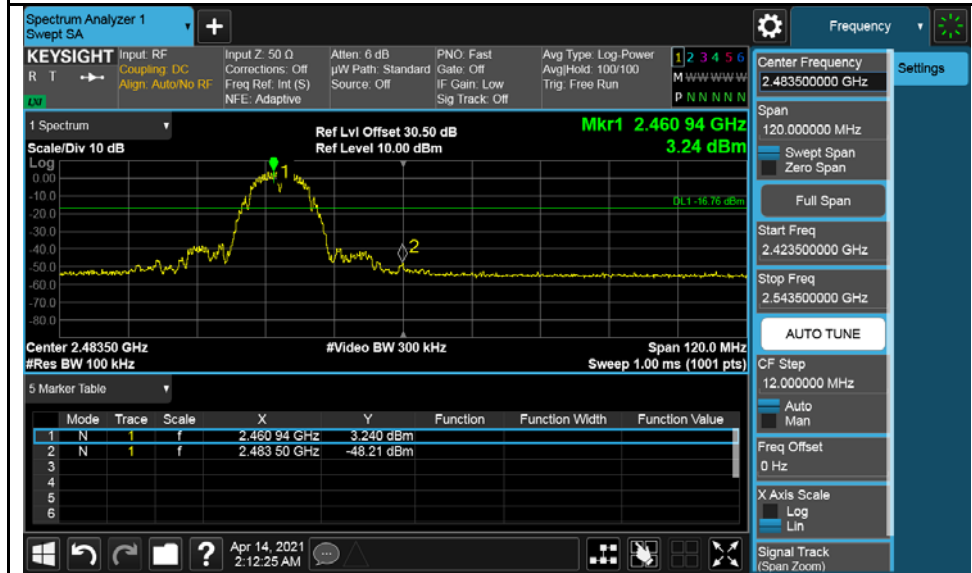 Spectrum Analyzer 1
Swept SA
+
Frequency
KEYSIGHT
R T
LXI
Input: RF
Coupling: DC
Align: Auto/No RF
Input Z: 50 Ω
Corrections: Off
Freq Ref: Int (S)
NFE: Adaptive
Atten: 6 dB
µW Path: Standard
Source: Off
PNO: Fast
Gate: Off
IF Gain: Low
Sig Track: Off
Avg Type: Log-Power
Avg|Hold: 100/100
Trig: Free Run
1 2 3 4 5 6
M W W W W W
P N N N N N
Center Frequency
2.483500000 GHz
Settings
Span
120.000000 MHz
Swept Span
Zero Span
Full Span
Start Freq
2.423500000 GHz
Stop Freq
2.543500000 GHz
AUTO TUNE
CF Step
12.000000 MHz
Auto
Man
Freq Offset
0 Hz
X Axis Scale
Log
Lin
Signal Track
(Span Zoom)
1 Spectrum
Scale/Div 10 dB
Ref Lvl Offset 30.50 dB
Ref Level 10.00 dBm
Mkr1 2.460 94 GHz
3.24 dBm
Log
0.00
-10.0
-20.0
-30.0
-40.0
-50.0
-60.0
-70.0
-80.0
1
DL1 -16.76 dBm
2
Center 2.48350 GHz
#Res BW 100 kHz
#Video BW 300 kHz
Span 120.0 MHz
Sweep 1.00 ms (1001 pts)
5 Marker Table
Mode Trace Scale X Y Function Function Width Function Value
1 N 1 f 2.460 94 GHz 3.240 dBm
2 N 1 f 2.483 50 GHz -48.21 dBm
3
4
5
6
?
Apr 14, 2021
2:12:25 AM